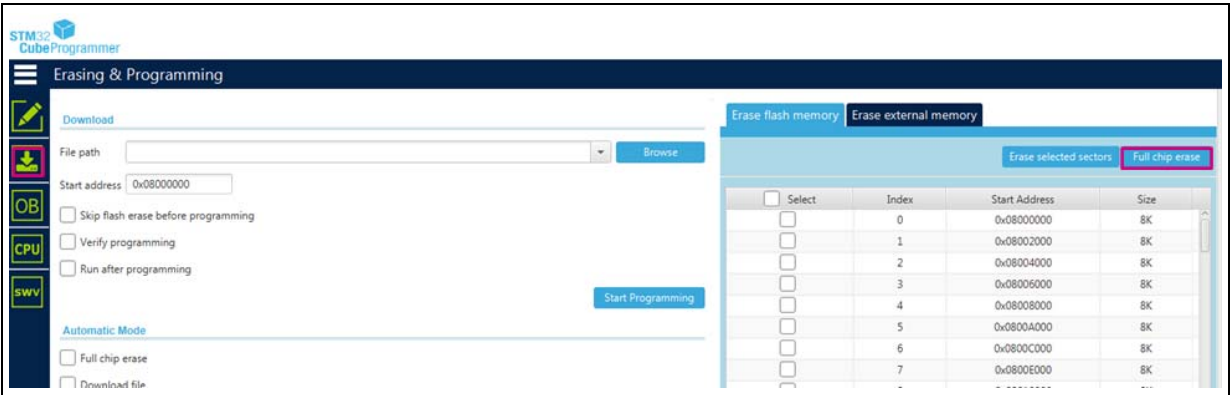 STM32
CubeProgrammer
Erasing & Programming
Download
File path
Browse
Start address 0x08000000
Skip flash erase before programming
Verify programming
Run after programming
Start Programming
Automatic Mode
Full chip erase
Download file
OB
CPU
SWV
Erase flash memory Erase external memory
Erase selected sectors Full chip erase
Select Index Start Address Size
0 0x08000000 8K
1 0x08002000 8K
2 0x08004000 8K
3 0x08006000 8K
4 0x08008000 8K
5 0x0800A000 8K
6 0x0800C000 8K
7 0x0800E000 8K